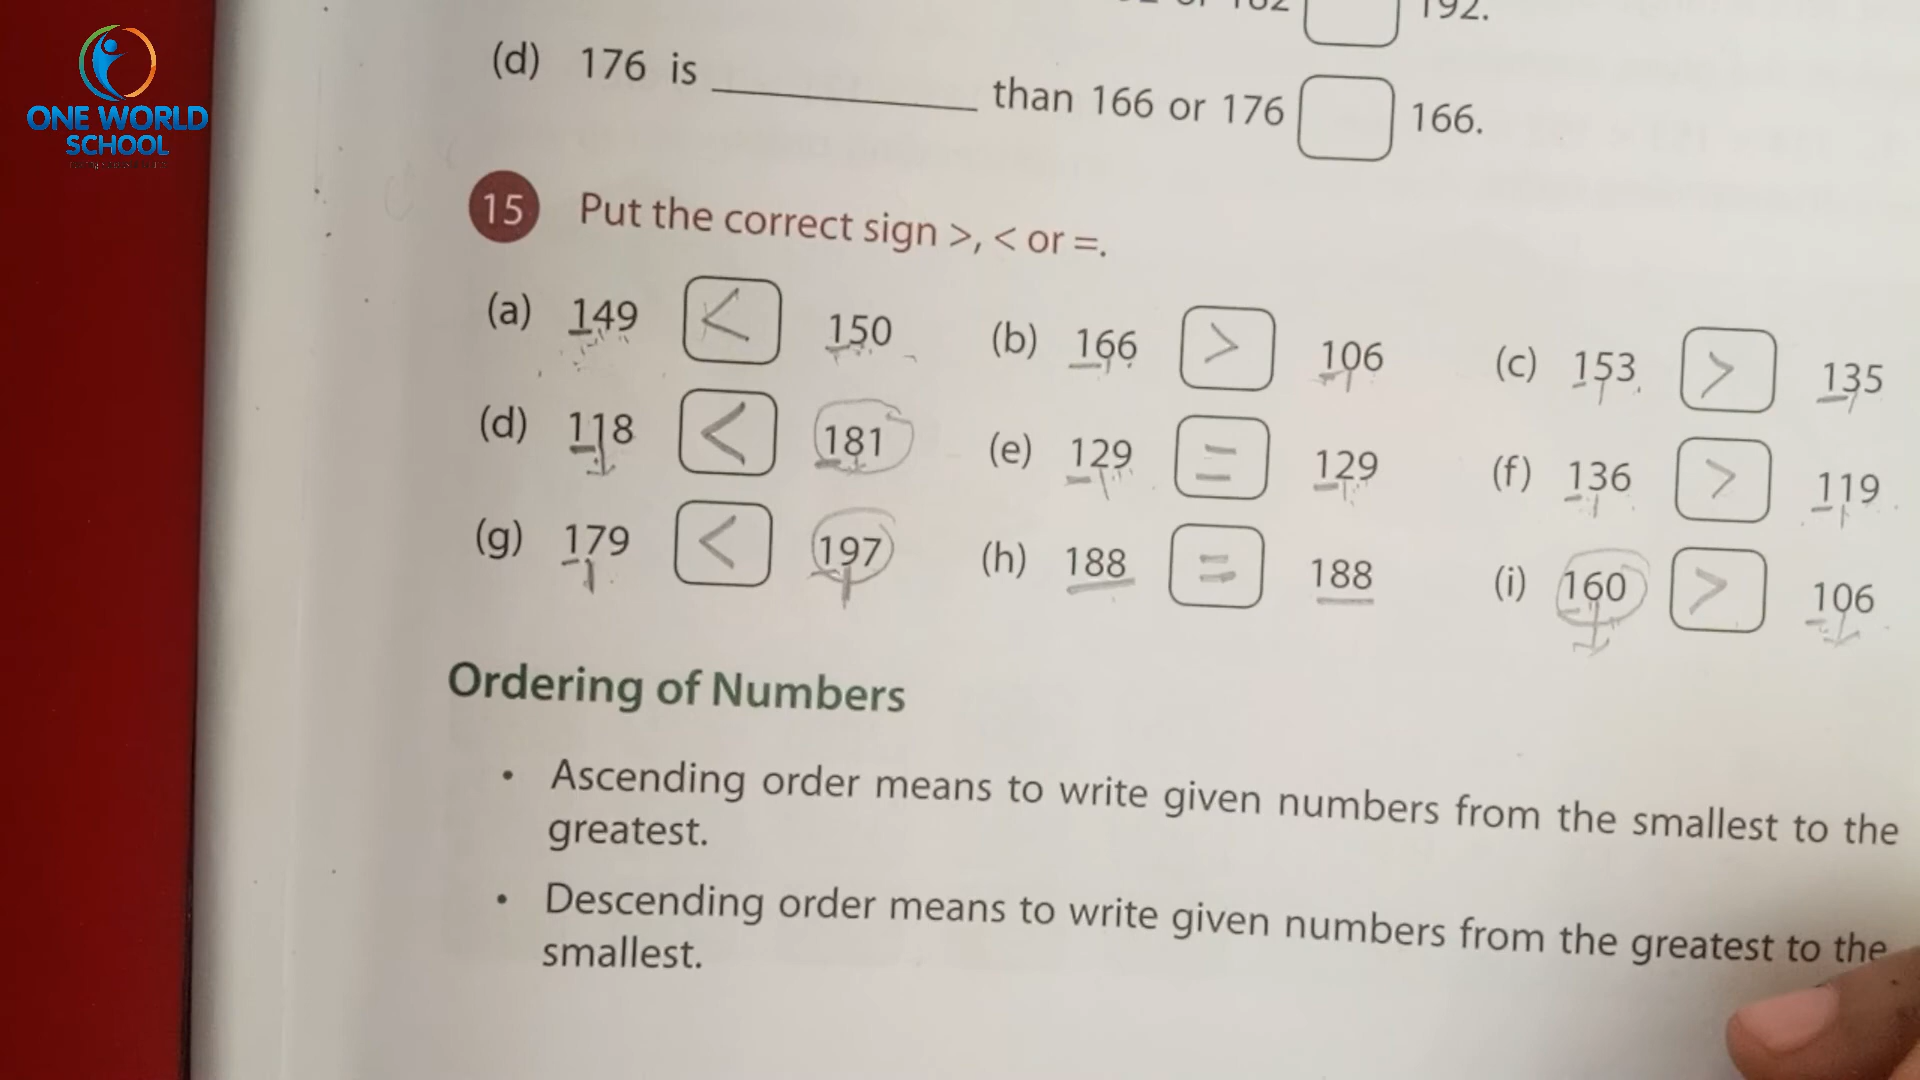 ONE WORLD
SCHOOL
192.
(d) 176 is ____________ than 166 or 176 166.
15 Put the correct sign >, < or =.
(a) 149 < 150 (b) 166 > 106 (c) 153 > 135
(d) 118 < 181 (e) 129 = 129 (f) 136 > 119
(g) 179 < 197 (h) 188 = 188 (i) 160 > 106
Ordering of Numbers
• Ascending order means to write given numbers from the smallest to the
greatest.
• Descending order means to write given numbers from the greatest to the
smallest.